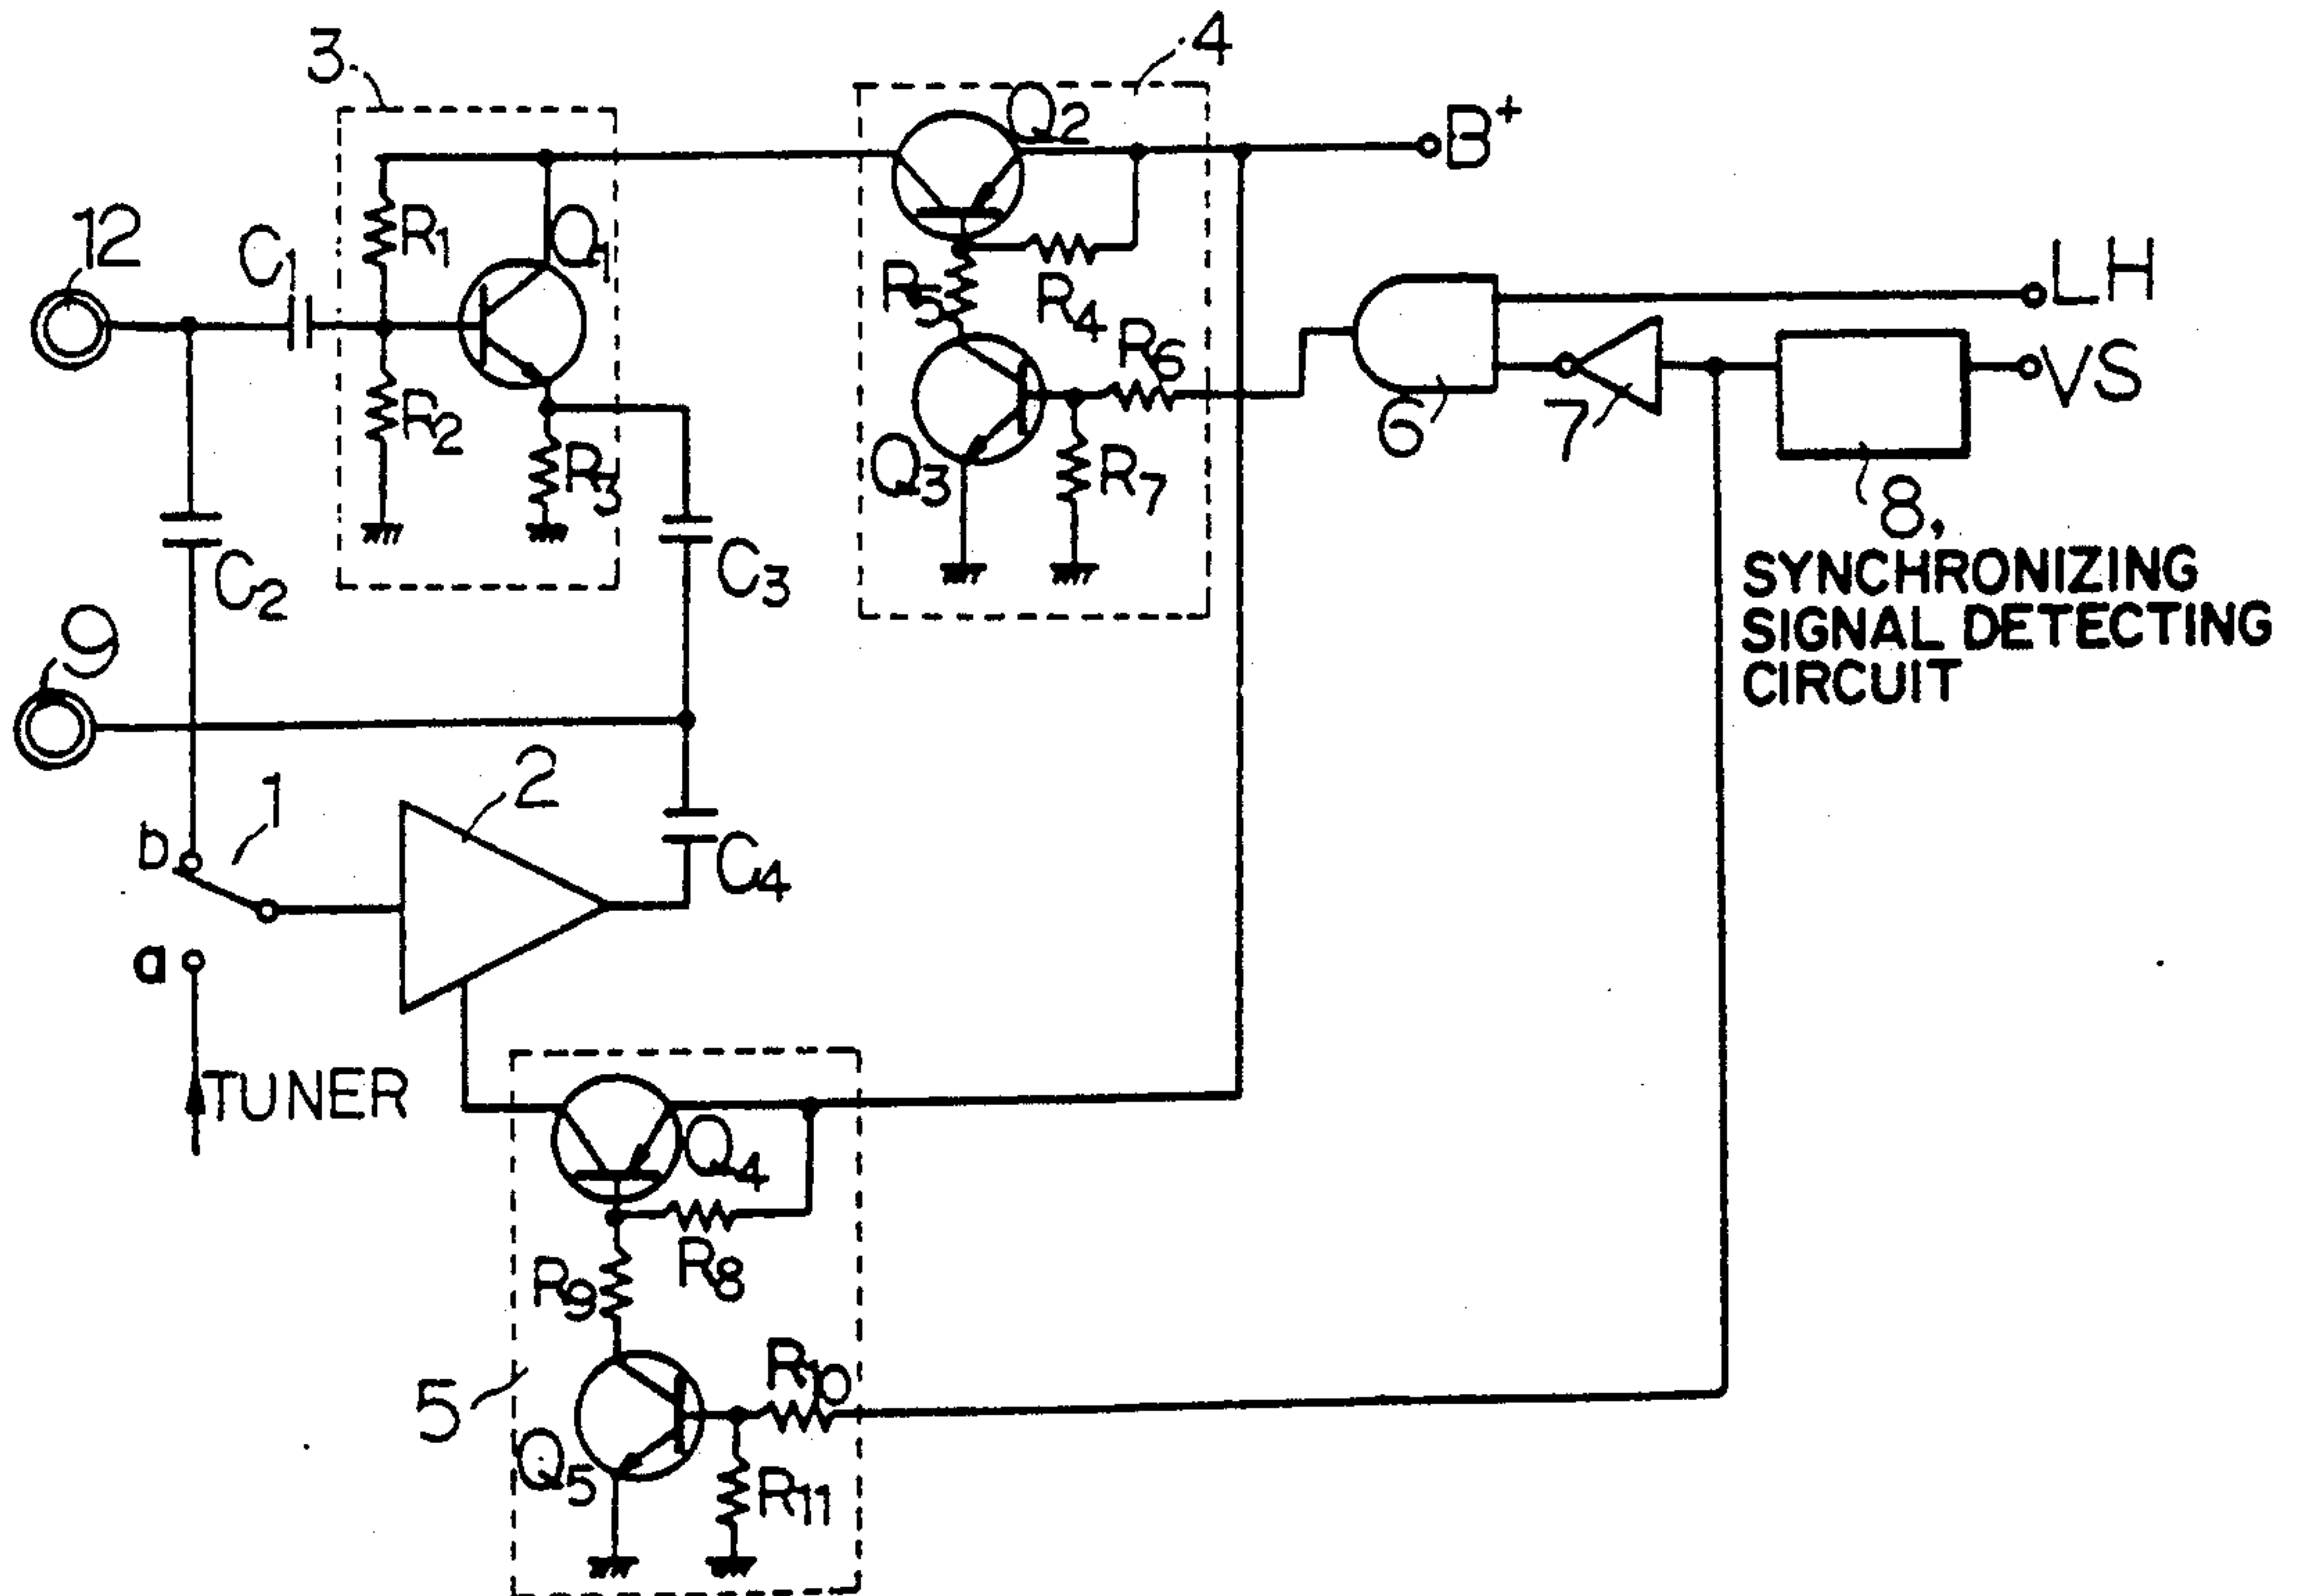 3
4
Q2
B+
12
C1
R1
Q1
LH
R5
R4
R6
VS
R2
R3
Q3
R7
6
7
8,
C2
C3
SYNCHRONIZING
SIGNAL DETECTING
CIRCUIT
9
2
1
b
C4
a
TUNER
Q4
R9
R8
5
R10
Q5
R11